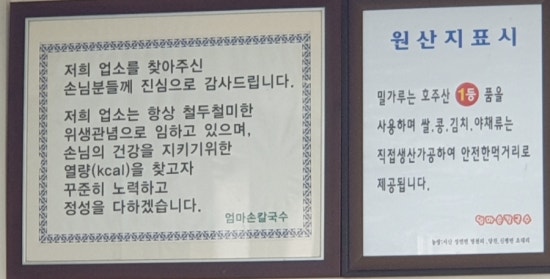 저희 업소를 찾아주신
손님분들께 진심으로 감사드립니다.
저희 업소는 항상 철두철미한
위생관념으로 임하고 있으며,
손님의 건강을 지키기위한
열량(kcal)을 찾고자
꾸준히 노력하고
정성을 다하겠습니다.
엄마손칼국수
원산지표시
밀가루는 호주산 1등 품을
사용하며 쌀.콩.김치.야채류는
직접생산가공하여 안전한먹거리로
제공됩니다.
엄마손칼국수